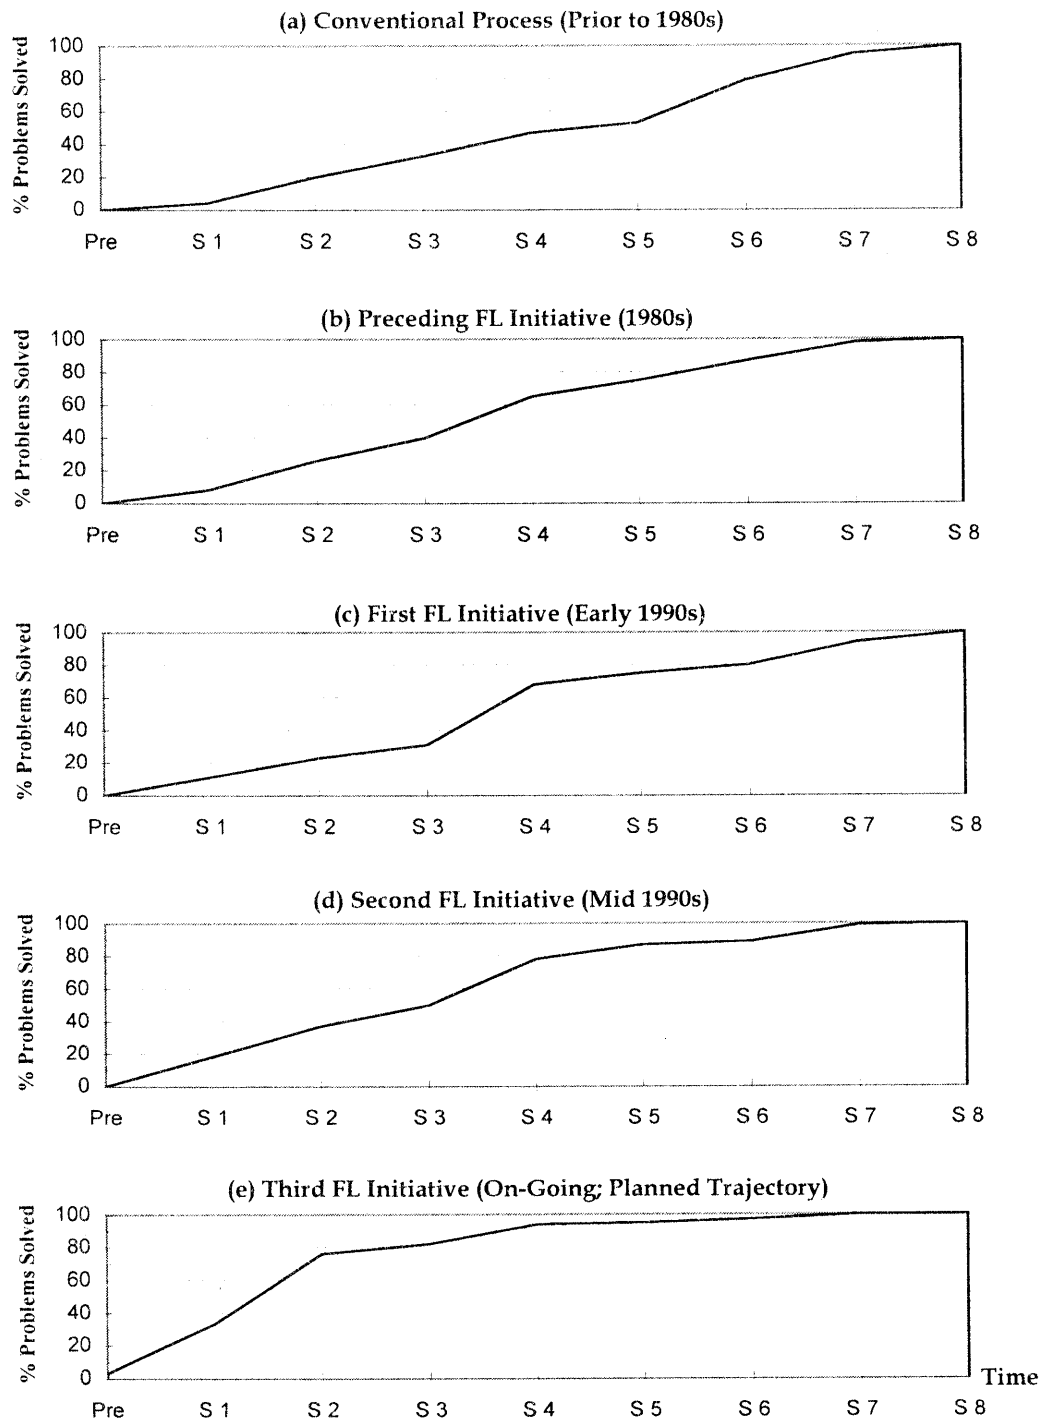 (a) Conventional Process (Prior to 1980s)
% Problems Solved
100
80
60
40
20
0
Pre S 1 S 2 S 3 S 4 S 5 S 6 S 7 S 8
(b) Preceding FL Initiative (1980s)
% Problems Solved
100
80
60
40
20
0
Pre S 1 S 2 S 3 S 4 S 5 S 6 S 7 S 8
(c) First FL Initiative (Early 1990s)
% Problems Solved
100
80
60
40
20
0
Pre S 1 S 2 S 3 S 4 S 5 S 6 S 7 S 8
(d) Second FL Initiative (Mid 1990s)
% Problems Solved
100
80
60
40
20
0
Pre S 1 S 2 S 3 S 4 S 5 S 6 S 7 S 8
(e) Third FL Initiative (On-Going; Planned Trajectory)
% Problems Solved
100
80
60
40
20
0
Time
Pre S 1 S 2 S 3 S 4 S 5 S 6 S 7 S 8